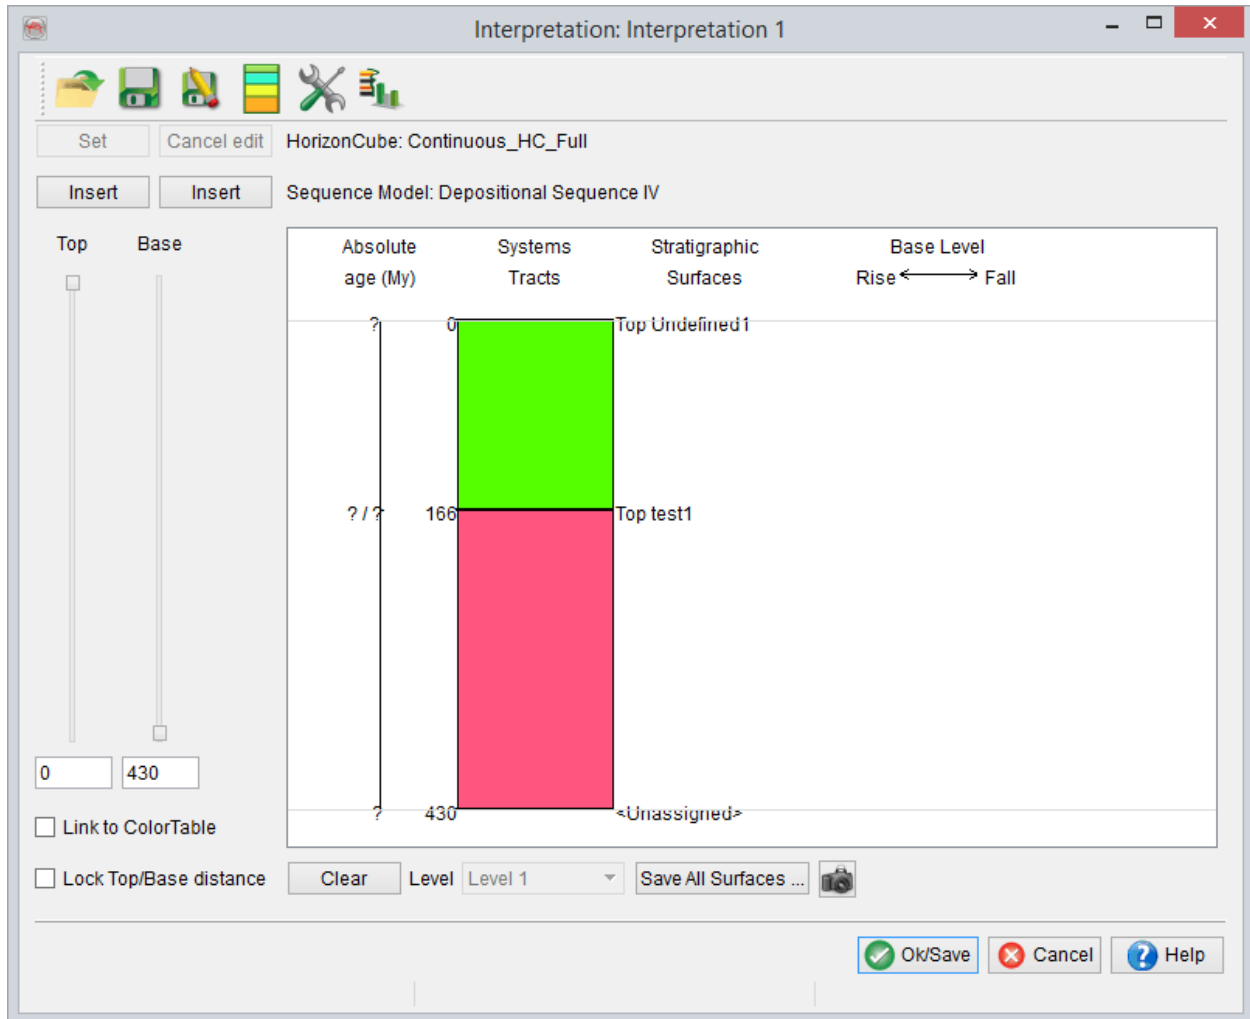 Interpretation: Interpretation 1
Set Cancel edit HorizonCube: Continuous_HC_Full
Insert Insert Sequence Model: Depositional Sequence IV
Top Base
Absolute Systems Stratigraphic Base Level
age (My) Tracts Surfaces Rise Fall
? 0 Top Undefined1
? / ? 166 Top test1
? 430 <Unassigned>
0 430
Link to ColorTable
Lock Top/Base distance Clear Level Level 1 Save All Surfaces ...
Ok/Save Cancel Help